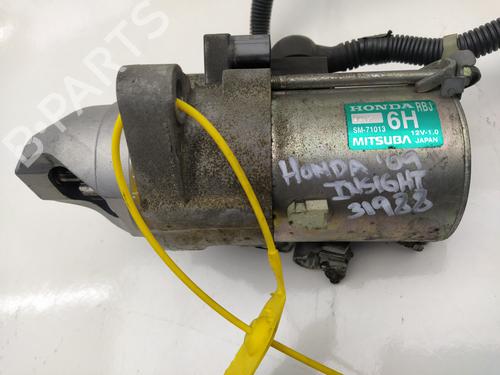 HONDA RBJ
6H
SM-71013
12V-1.0
MITSUBA JAPAN
HONDA '09
INSIGHT
31988
B-PARTS